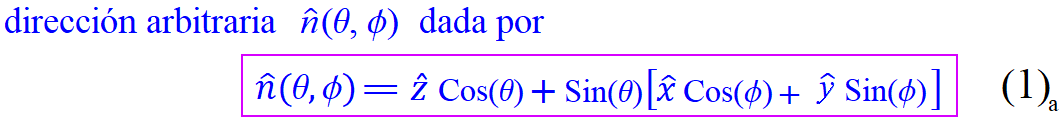 dirección arbitraria n̂(θ, ϕ) dada por
n̂(θ, ϕ) = ẑ Cos(θ) + Sin(θ)[x̂ Cos(ϕ) + ŷ Sin(ϕ)] (1)ₐ